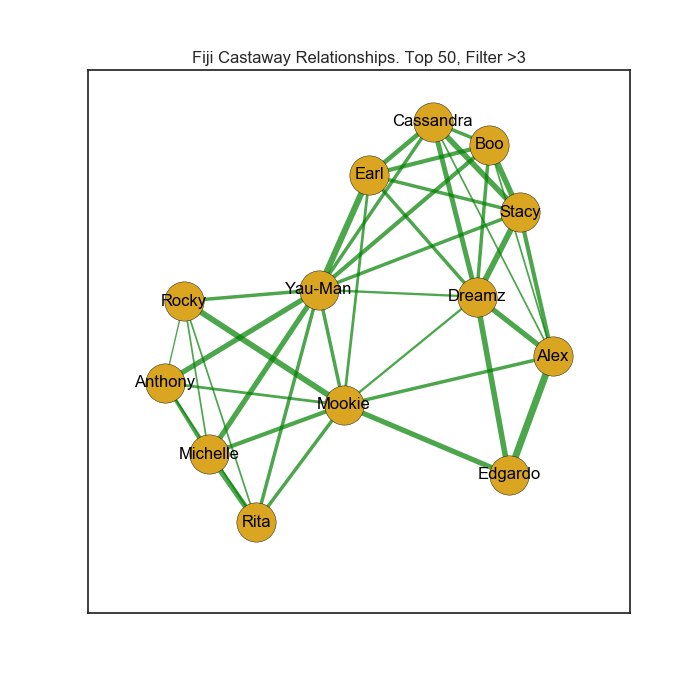 Fiji Castaway Relationships. Top 50, Filter >3
Cassandra
Boo
Earl
Stacy
Yau-Man
Dreamz
Rocky
Alex
Anthony
Mookie
Michelle
Edgardo
Rita